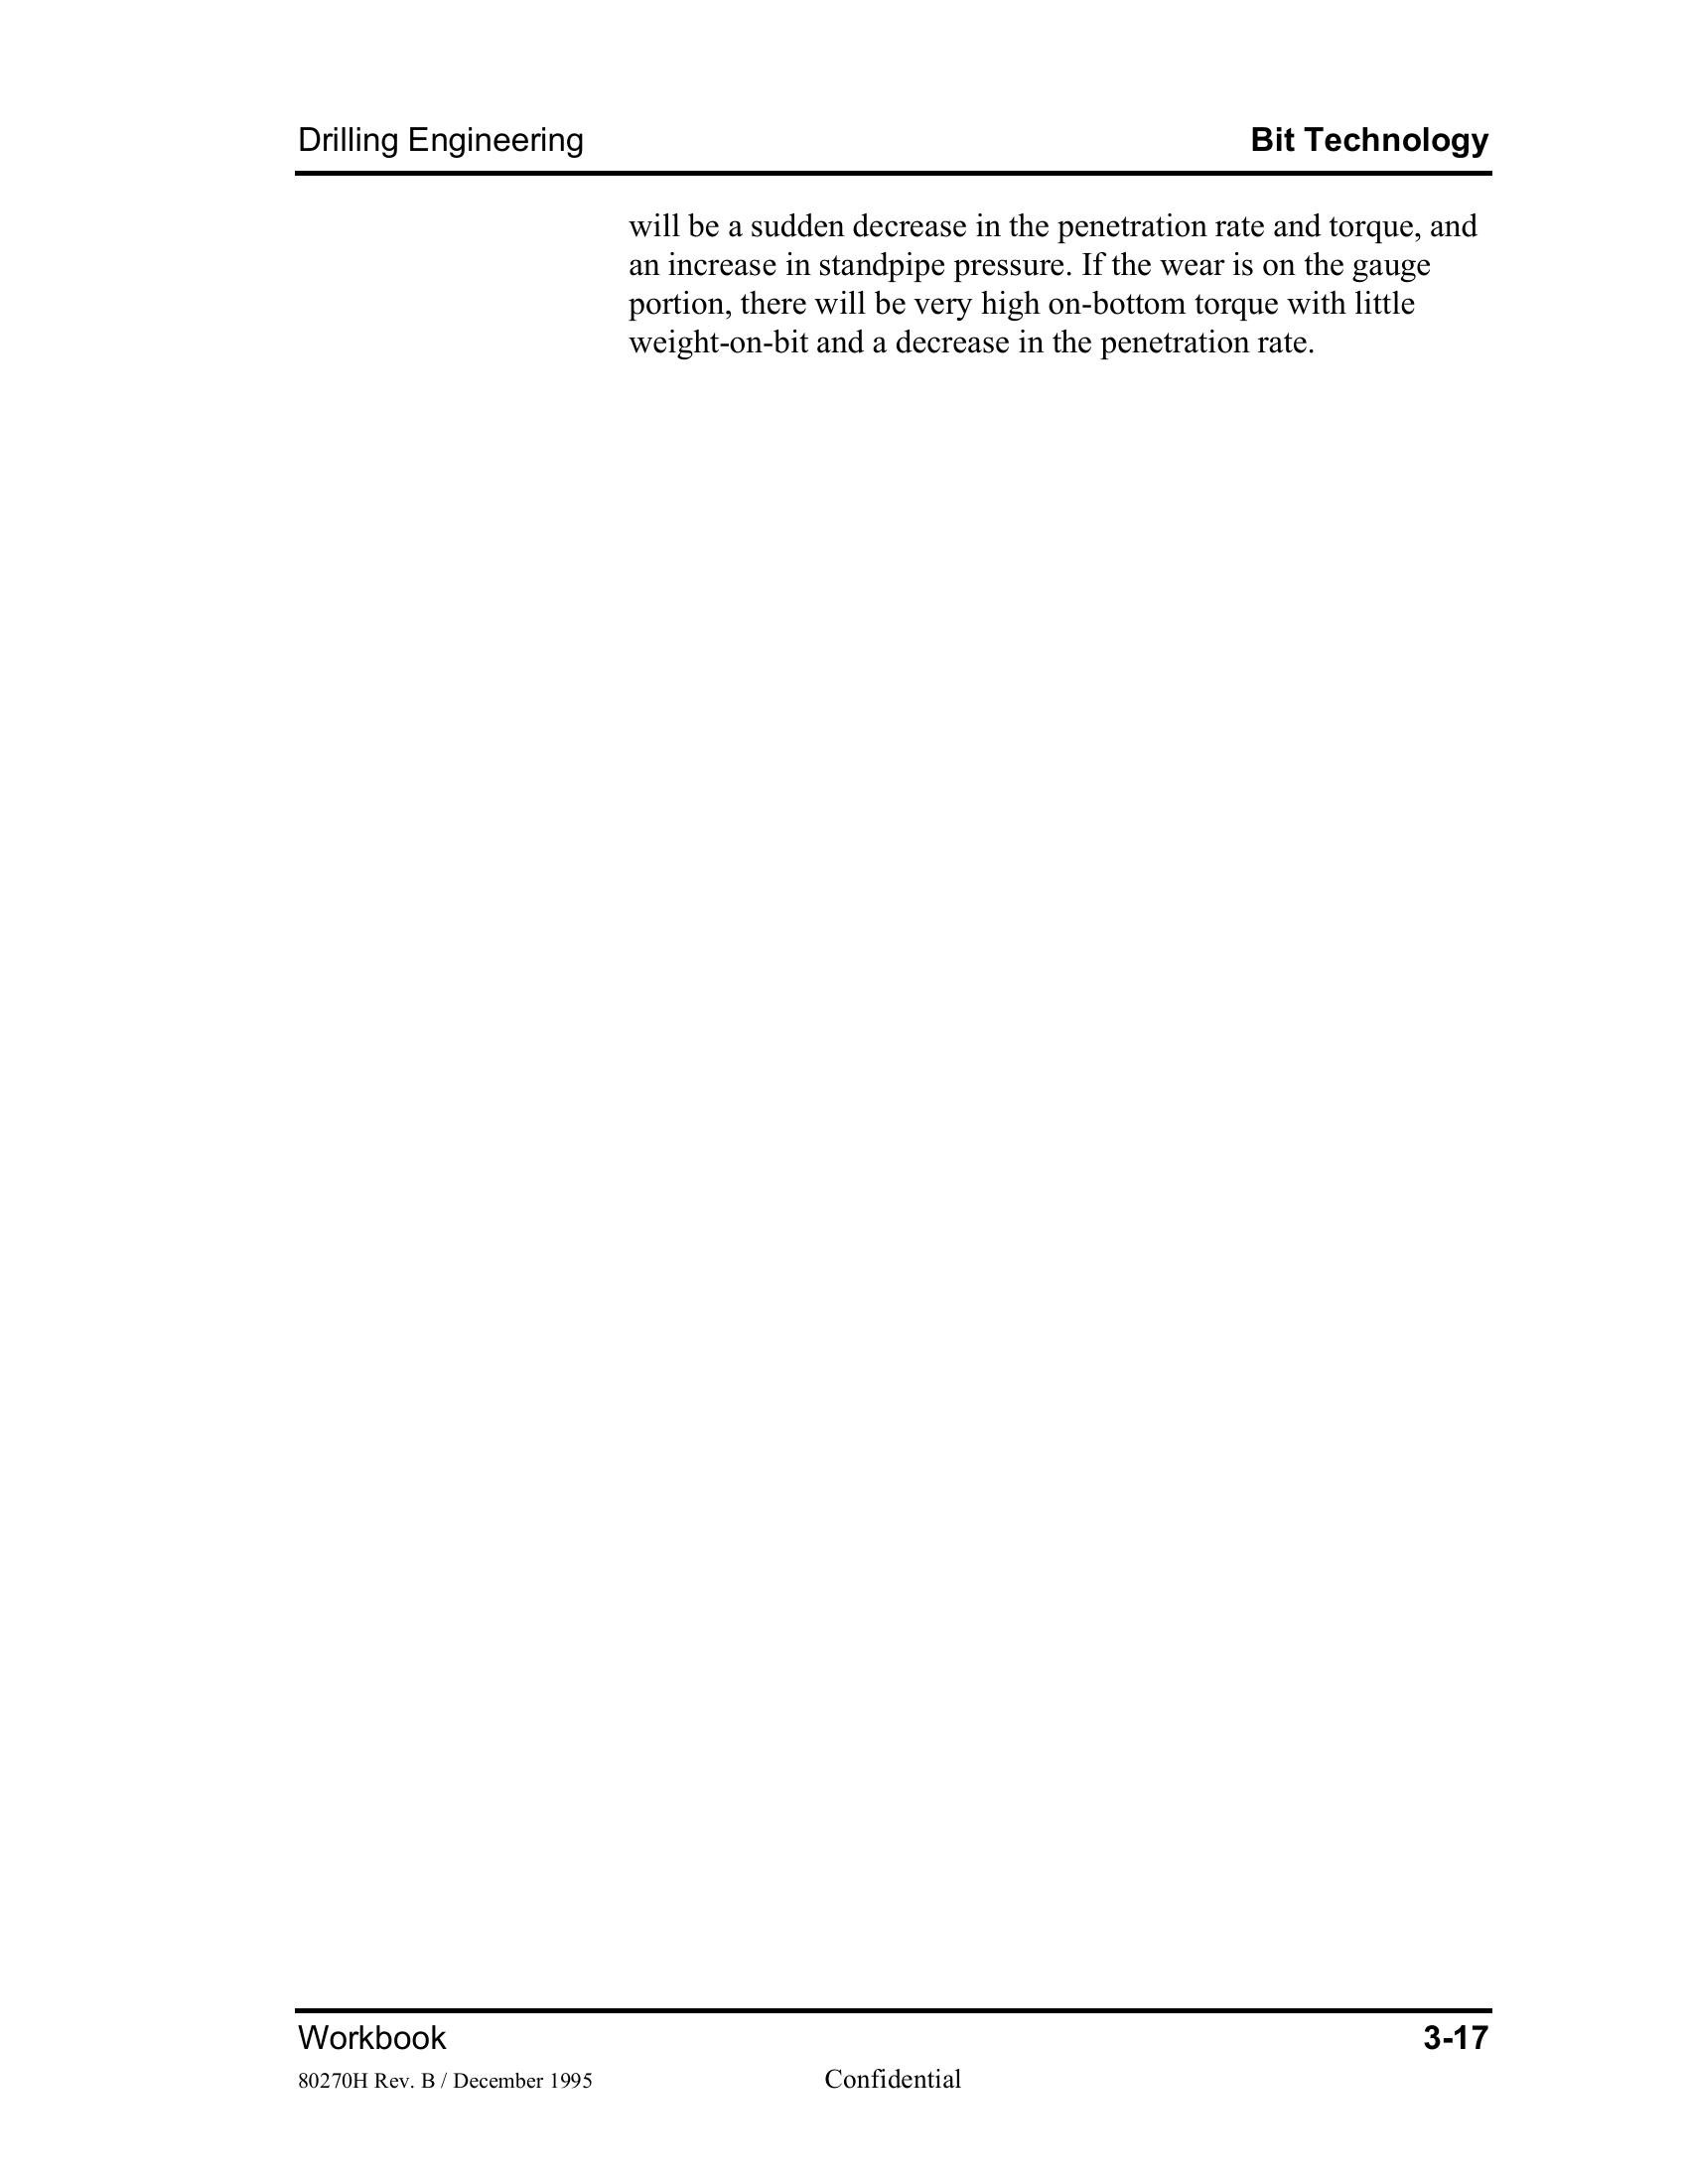 Drilling Engineering Bit Technology
will be a sudden decrease in the penetration rate and torque, and
an increase in standpipe pressure. If the wear is on the gauge
portion, there will be very high on-bottom torque with little
weight-on-bit and a decrease in the penetration rate.
Workbook 3-17
80270H Rev. B / December 1995 Confidential